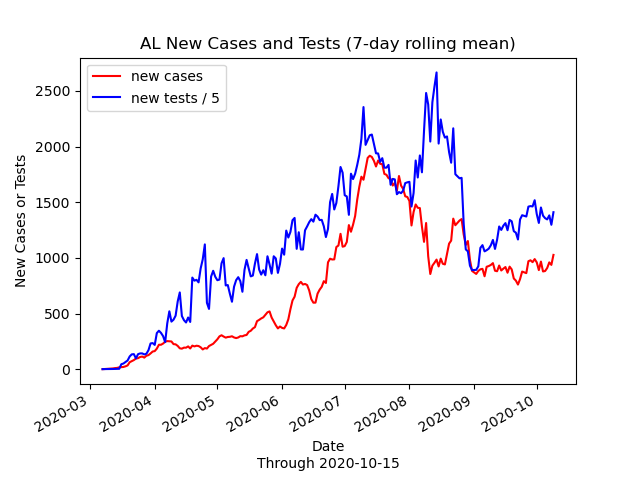 AL New Cases and Tests (7-day rolling mean)
new cases
new tests / 5
New Cases or Tests
2500
2000
1500
1000
500
0
2020-03
2020-04
2020-05
2020-06
2020-07
2020-08
2020-09
2020-10
Date
Through 2020-10-15